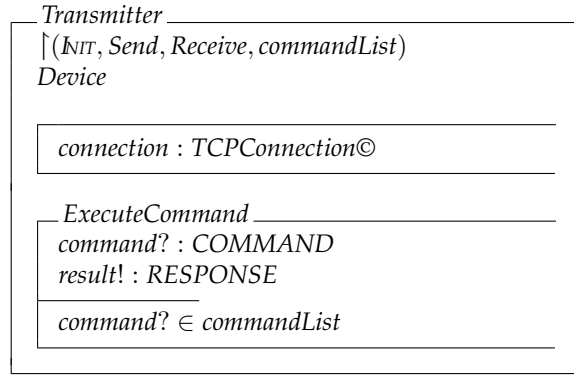 Transmitter
↾(INIT, Send, Receive, commandList)
Device
connection : TCPConnection©
ExecuteCommand
command? : COMMAND
result! : RESPONSE
command? ∈ commandList